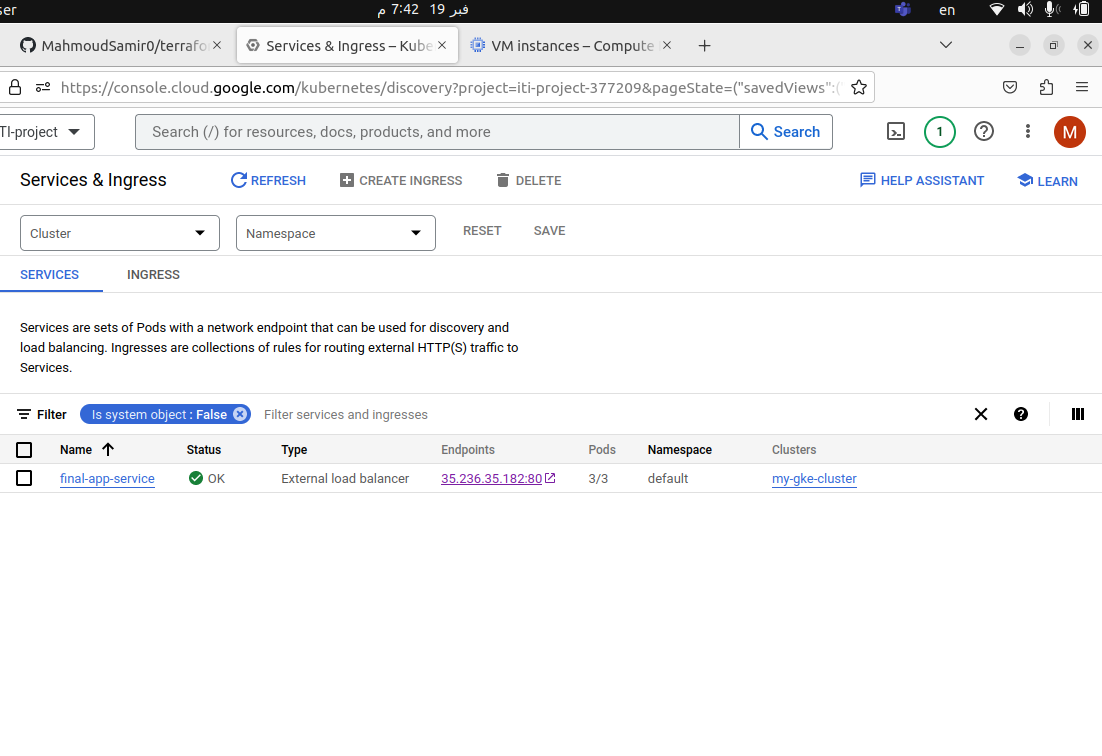 ser
م 7:42 19 فبر
en
MahmoudSamir0/terrafo
Services & Ingress – Kube
VM instances – Compute
https://console.cloud.google.com/kubernetes/discovery?project=iti-project-377209&pageState=("savedViews":(
TI-project
Search (/) for resources, docs, products, and more
Search
1
M
Services & Ingress
REFRESH
CREATE INGRESS
DELETE
HELP ASSISTANT
LEARN
Cluster
Namespace
RESET
SAVE
SERVICES
INGRESS
Services are sets of Pods with a network endpoint that can be used for discovery and
load balancing. Ingresses are collections of rules for routing external HTTP(S) traffic to
Services.
Filter
Is system object : False
Filter services and ingresses
Name Status Type Endpoints Pods Namespace Clusters
final-app-service OK External load balancer 35.236.35.182:80 3/3 default my-gke-cluster